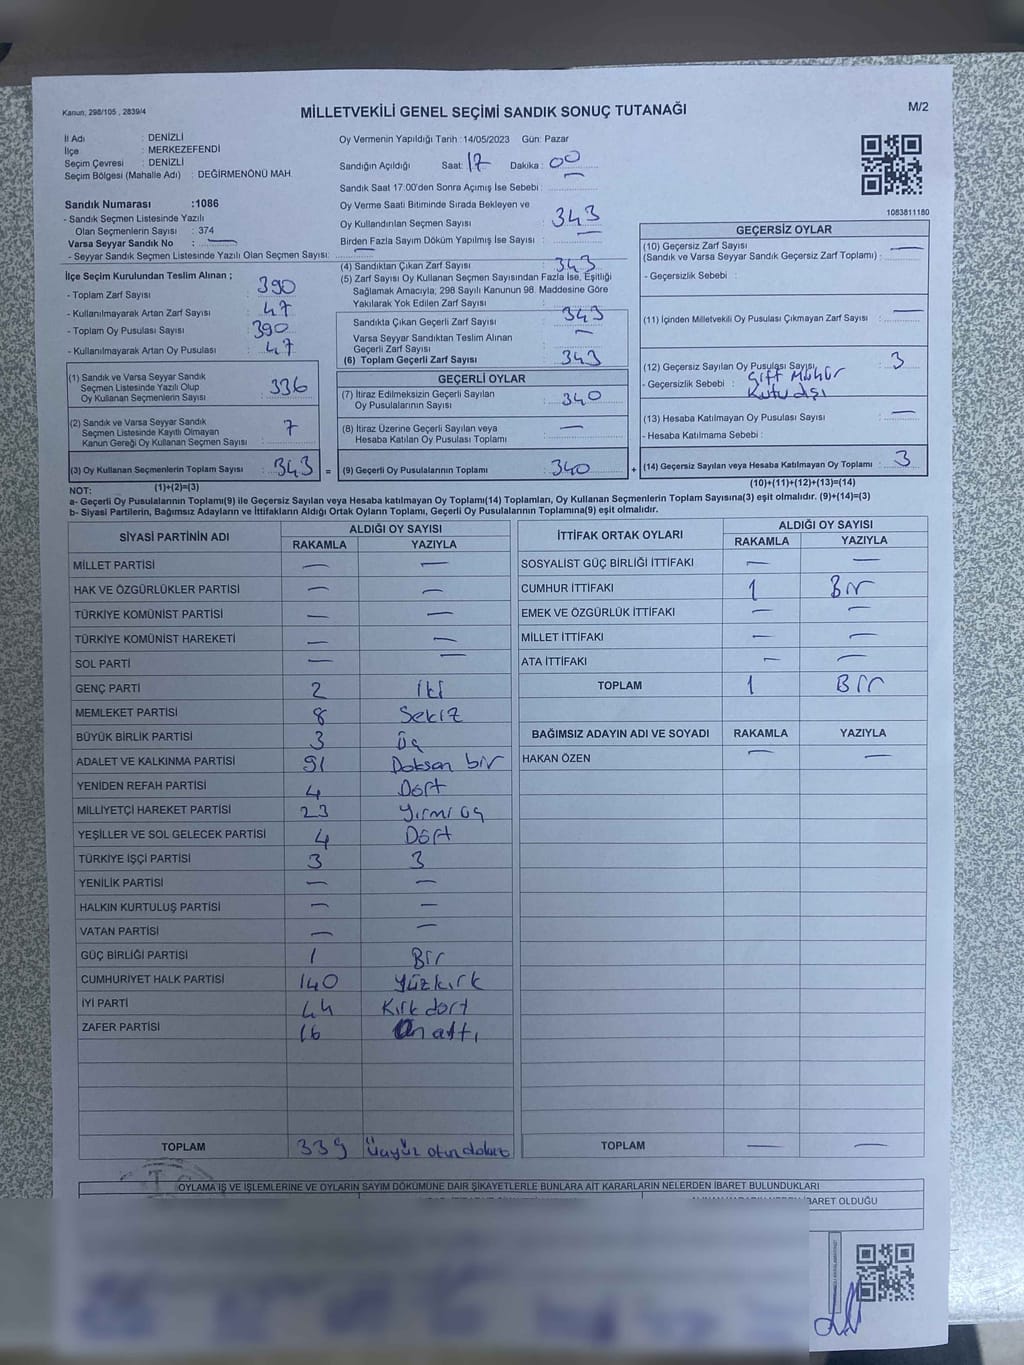 Kanun; 298/105 , 2839/4
MİLLETVEKİLİ GENEL SEÇİMİ SANDIK SONUÇ TUTANAĞI
M/2
İl Adı : DENİZLİ
İlçe : MERKEZEFENDİ
Seçim Çevresi : DENİZLİ
Seçim Bölgesi (Mahalle Adı) : DEĞİRMENÖNÜ MAH.
Sandık Numarası :1086
- Sandık Seçmen Listesinde Yazılı
Olan Seçmenlerin Sayısı : 374
Varsa Seyyar Sandık No : —
- Seyyar Sandık Seçmen Listesinde Yazılı Olan Seçmen Sayısı: —
Oy Vermenin Yapıldığı Tarih :14/05/2023 Gün: Pazar
Sandığın Açıldığı Saat: 17 Dakika : 00
Sandık Saat 17:00'den Sonra Açımış İse Sebebi : —
Oy Verme Saati Bitiminde Sırada Bekleyen ve
Oy Kullandırılan Seçmen Sayısı : 343
Birden Fazla Sayım Döküm Yapılmış İse Sayısı : —
1083811180
İlçe Seçim Kurulundan Teslim Alınan ;
- Toplam Zarf Sayısı : 390
- Kullanılmayarak Artan Zarf Sayısı : 47
- Toplam Oy Pusulası Sayısı : 390
- Kullanılmayarak Artan Oy Pusulası : 47
(4) Sandıktan Çıkan Zarf Sayısı : 343
(5) Zarf Sayısı Oy Kullanan Seçmen Sayısından Fazla İse, Eşitliği
Sağlamak Amacıyla, 298 Sayılı Kanunun 98. Maddesine Göre
Yakılarak Yok Edilen Zarf Sayısı :
Sandıkta Çıkan Geçerli Zarf Sayısı : 343
Varsa Seyyar Sandıktan Teslim Alınan
Geçerli Zarf Sayısı : —
(6) Toplam Geçerli Zarf Sayısı : 343
GEÇERSİZ OYLAR
(10) Geçersiz Zarf Sayısı
(Sandık ve Varsa Seyyar Sandık Geçersiz Zarf Toplamı) : —
- Geçersizlik Sebebi :
(11) İçinden Milletvekili Oy Pusulası Çıkmayan Zarf Sayısı : —
(12) Geçersiz Sayılan Oy Pusulası Sayısı : 3
- Geçersizlik Sebebi : Çift Mühür
Kutu dışı
(13) Hesaba Katılmayan Oy Pusulası Sayısı : —
- Hesaba Katılmama Sebebi :
(14) Geçersiz Sayılan veya Hesaba Katılmayan Oy Toplamı : 3
(10)+(11)+(12)+(13)=(14)
(1) Sandık ve Varsa Seyyar Sandık
Seçmen Listesinde Yazılı Olup
Oy Kullanan Seçmenlerin Sayısı : 336
(2) Sandık ve Varsa Seyyar Sandık
Seçmen Listesinde Kayıtlı Olmayan
Kanun Gereği Oy Kullanan Seçmen Sayısı : 7
(3) Oy Kullanan Seçmenlerin Toplam Sayısı : 343 =
(1)+(2)=(3)
GEÇERLİ OYLAR
(7) İtiraz Edilmeksizin Geçerli Sayılan
Oy Pusulalarının Sayısı : 340
(8) İtiraz Üzerine Geçerli Sayılan veya
Hesaba Katılan Oy Pusulası Toplamı : —
(9) Geçerli Oy Pusulalarının Toplamı : 340 +
NOT:
a- Geçerli Oy Pusulalarının Toplamı(9) ile Geçersiz Sayılan veya Hesaba katılmayan Oy Toplamı(14) Toplamları, Oy Kullanan Seçmenlerin Toplam Sayısına(3) eşit olmalıdır. (9)+(14)=(3)
b- Siyasi Partilerin, Bağımsız Adayların ve İttifakların Aldığı Ortak Oyların Toplamı, Geçerli Oy Pusulalarının Toplamına(9) eşit olmalıdır.
SİYASİ PARTİNİN ADI ALDIĞI OY SAYISI
RAKAMLA YAZIYLA
MİLLET PARTİSİ — —
HAK VE ÖZGÜRLÜKLER PARTİSİ — —
TÜRKİYE KOMÜNİST PARTİSİ — —
TÜRKİYE KOMÜNİST HAREKETİ — —
SOL PARTİ — —
GENÇ PARTİ 2 iki
MEMLEKET PARTİSİ 8 Sekiz
BÜYÜK BİRLİK PARTİSİ 3 üç
ADALET VE KALKINMA PARTİSİ 91 Doksan bir
YENİDEN REFAH PARTİSİ 4 Dört
MİLLİYETÇİ HAREKET PARTİSİ 23 Yirmi üç
YEŞİLLER VE SOL GELECEK PARTİSİ 4 Dört
TÜRKİYE İŞÇİ PARTİSİ 3 3
YENİLİK PARTİSİ — —
HALKIN KURTULUŞ PARTİSİ — —
VATAN PARTİSİ — —
GÜÇ BİRLİĞİ PARTİSİ 1 Bir
CUMHURİYET HALK PARTİSİ 140 Yüzkırk
İYİ PARTİ 44 Kırk dört
ZAFER PARTİSİ 16 On altı
TOPLAM 339 Üçyüz otuz dokuz
İTTİFAK ORTAK OYLARI ALDIĞI OY SAYISI
RAKAMLA YAZIYLA
SOSYALİST GÜÇ BİRLİĞİ İTTİFAKI — —
CUMHUR İTTİFAKI 1 Bir
EMEK VE ÖZGÜRLÜK İTTİFAKI — —
MİLLET İTTİFAKI — —
ATA İTTİFAKI — —
TOPLAM 1 Bir
BAĞIMSIZ ADAYIN ADI VE SOYADI RAKAMLA YAZIYLA
HAKAN ÖZEN — —
TOPLAM — —
OYLAMA İŞ VE İŞLEMLERİNE VE OYLARIN SAYIM DÖKÜMÜNE DAİR ŞİKAYETLERLE BUNLARA AİT KARARLARIN NELERDEN İBARET BULUNDUKLARI
İBARET OLDUĞU